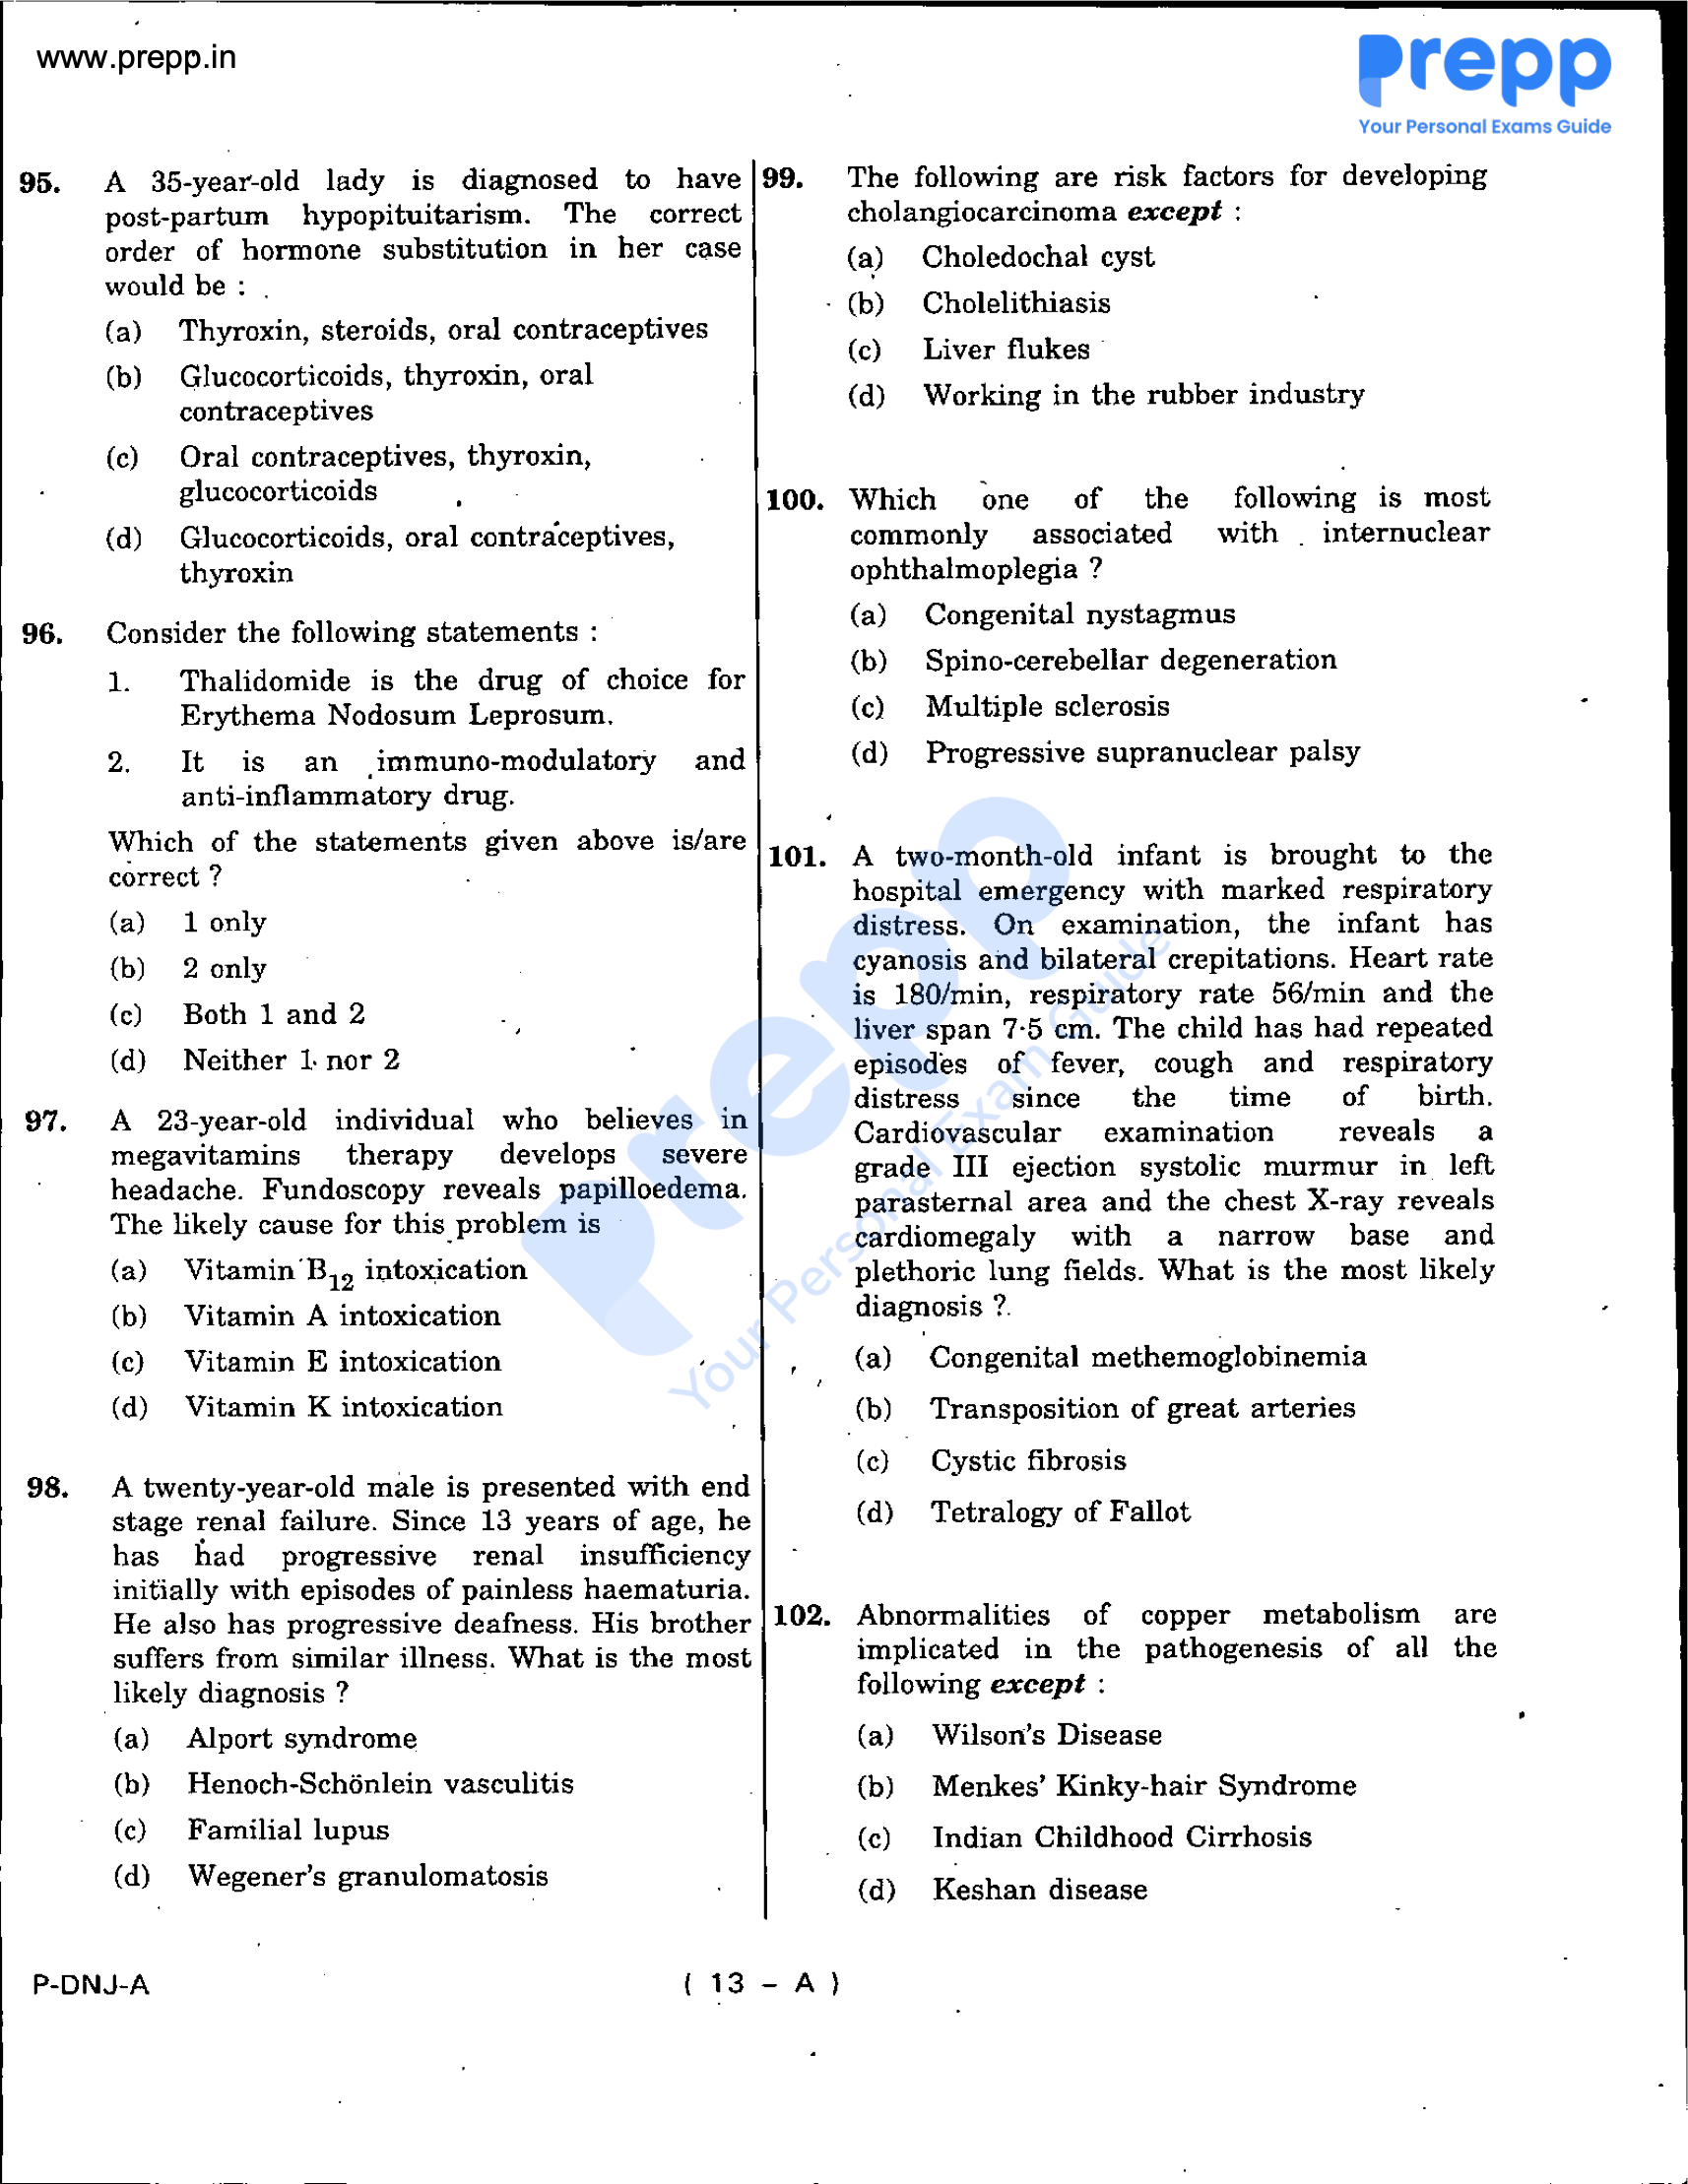 www.prepp.in
prepp
Your Personal Exams Guide
95. A 35-year-old lady is diagnosed to have
post-partum hypopituitarism. The correct
order of hormone substitution in her case
would be :
(a) Thyroxin, steroids, oral contraceptives
(b) Glucocorticoids, thyroxin, oral
contraceptives
(c) Oral contraceptives, thyroxin,
glucocorticoids
(d) Glucocorticoids, oral contraceptives,
thyroxin
96. Consider the following statements :
1. Thalidomide is the drug of choice for
Erythema Nodosum Leprosum.
2. It is an immuno-modulatory and
anti-inflammatory drug.
Which of the statements given above is/are
correct ?
(a) 1 only
(b) 2 only
(c) Both 1 and 2
(d) Neither 1 nor 2
97. A 23-year-old individual who believes in
megavitamins therapy develops severe
headache. Fundoscopy reveals papilloedema.
The likely cause for this problem is
(a) Vitamin B12 intoxication
(b) Vitamin A intoxication
(c) Vitamin E intoxication
(d) Vitamin K intoxication
98. A twenty-year-old male is presented with end
stage renal failure. Since 13 years of age, he
has had progressive renal insufficiency
initially with episodes of painless haematuria.
He also has progressive deafness. His brother
suffers from similar illness. What is the most
likely diagnosis ?
(a) Alport syndrome
(b) Henoch-Schönlein vasculitis
(c) Familial lupus
(d) Wegener's granulomatosis
99. The following are risk factors for developing
cholangiocarcinoma except :
(a) Choledochal cyst
(b) Cholelithiasis
(c) Liver flukes
(d) Working in the rubber industry
100. Which one of the following is most
commonly associated with internuclear
ophthalmoplegia ?
(a) Congenital nystagmus
(b) Spino-cerebellar degeneration
(c) Multiple sclerosis
(d) Progressive supranuclear palsy
101. A two-month-old infant is brought to the
hospital emergency with marked respiratory
distress. On examination, the infant has
cyanosis and bilateral crepitations. Heart rate
is 180/min, respiratory rate 56/min and the
liver span 7·5 cm. The child has had repeated
episodes of fever, cough and respiratory
distress since the time of birth.
Cardiovascular examination reveals a
grade III ejection systolic murmur in left
parasternal area and the chest X-ray reveals
cardiomegaly with a narrow base and
plethoric lung fields. What is the most likely
diagnosis ?
(a) Congenital methemoglobinemia
(b) Transposition of great arteries
(c) Cystic fibrosis
(d) Tetralogy of Fallot
102. Abnormalities of copper metabolism are
implicated in the pathogenesis of all the
following except :
(a) Wilson's Disease
(b) Menkes' Kinky-hair Syndrome
(c) Indian Childhood Cirrhosis
(d) Keshan disease
prepp
Your Personal Exam Guide
P-DNJ-A
( 13 – A )